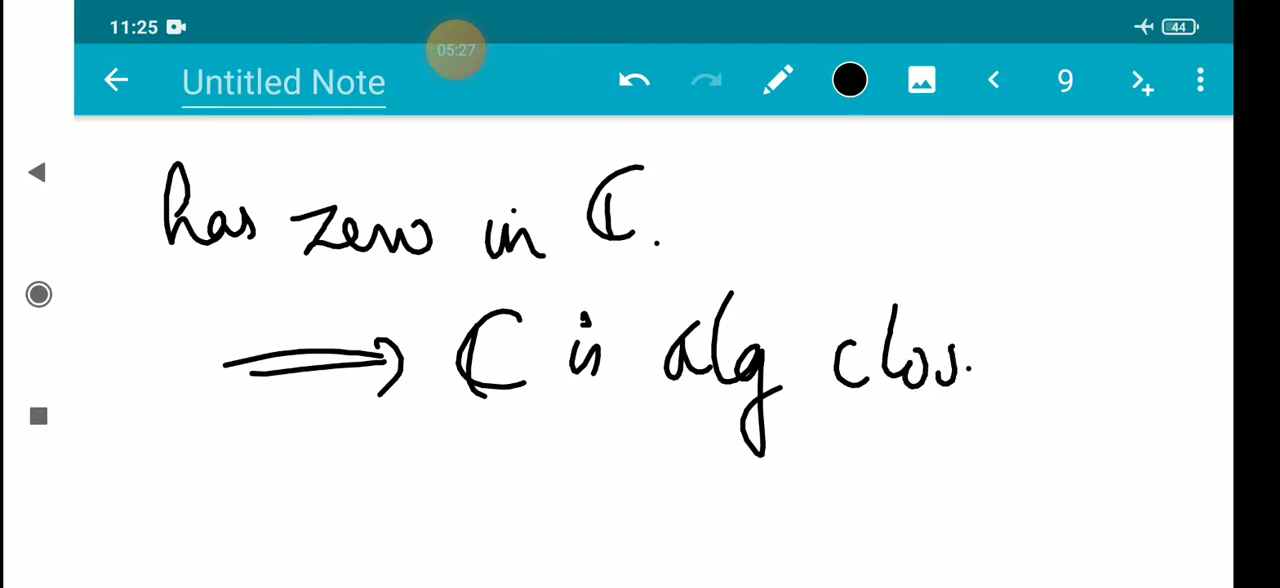 11:25
44
05:27
Untitled Note
9
has zero in ℂ.
⟹ ℂ is alg clos.